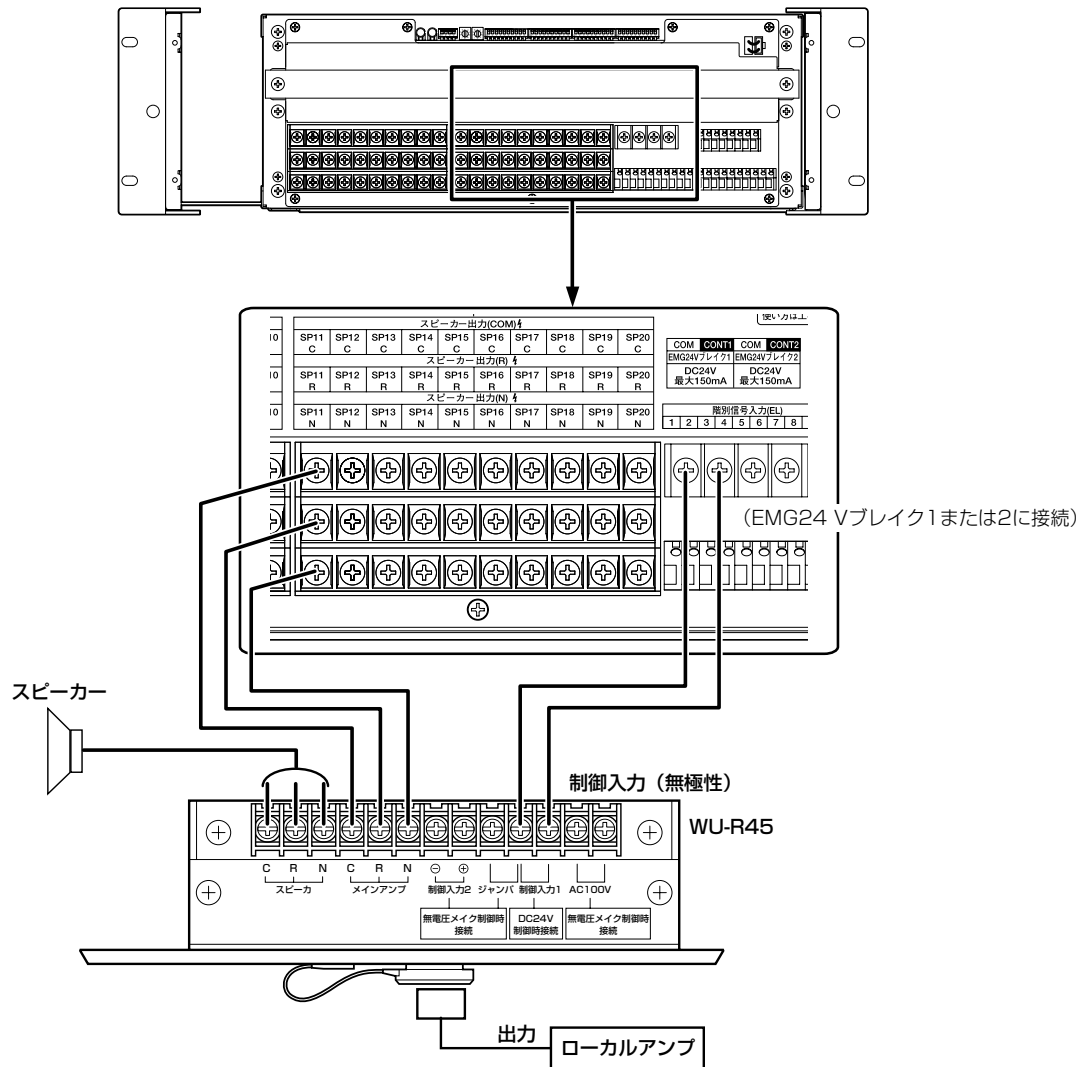 スピーカー出力(COM)
使い方は工
10 SP11 SP12 SP13 SP14 SP15 SP16 SP17 SP18 SP19 SP20
C C C C C C C C C C
スピーカー出力(R)
10 SP11 SP12 SP13 SP14 SP15 SP16 SP17 SP18 SP19 SP20
R R R R R R R R R R
スピーカー出力(N)
10 SP11 SP12 SP13 SP14 SP15 SP16 SP17 SP18 SP19 SP20
N N N N N N N N N N
COM CONT1 COM CONT2
EMG24Vブレイク1 EMG24Vブレイク2
DC24V DC24V
最大150mA 最大150mA
階別信号入力(EL)
1 2 3 4 5 6 7 8
(EMG24 Vブレイク1または2に接続)
スピーカー
制御入力(無極性)
WU-R45
C R N C R N ⊖ ⊕
スピーカ メインアンプ 制御入力2 ジャンパ 制御入力1 AC100V
無電圧メイク制御時 DC24V 無電圧メイク制御時
接続 制御時接続 接続
出力
ローカルアンプ